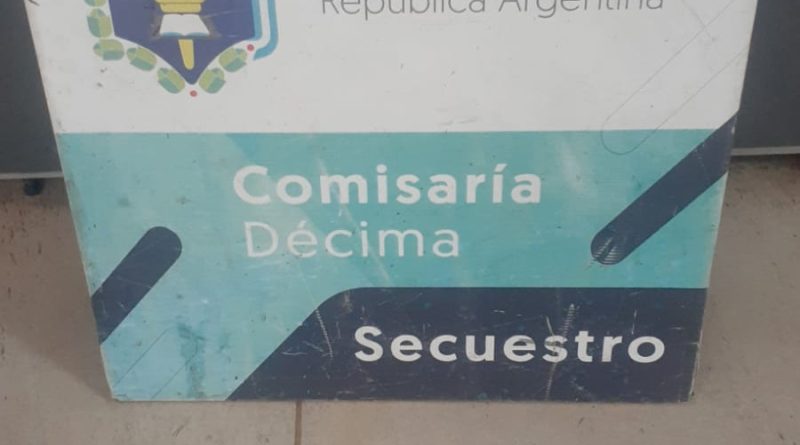 República Argentina
Comisaría
Décima
Secuestro